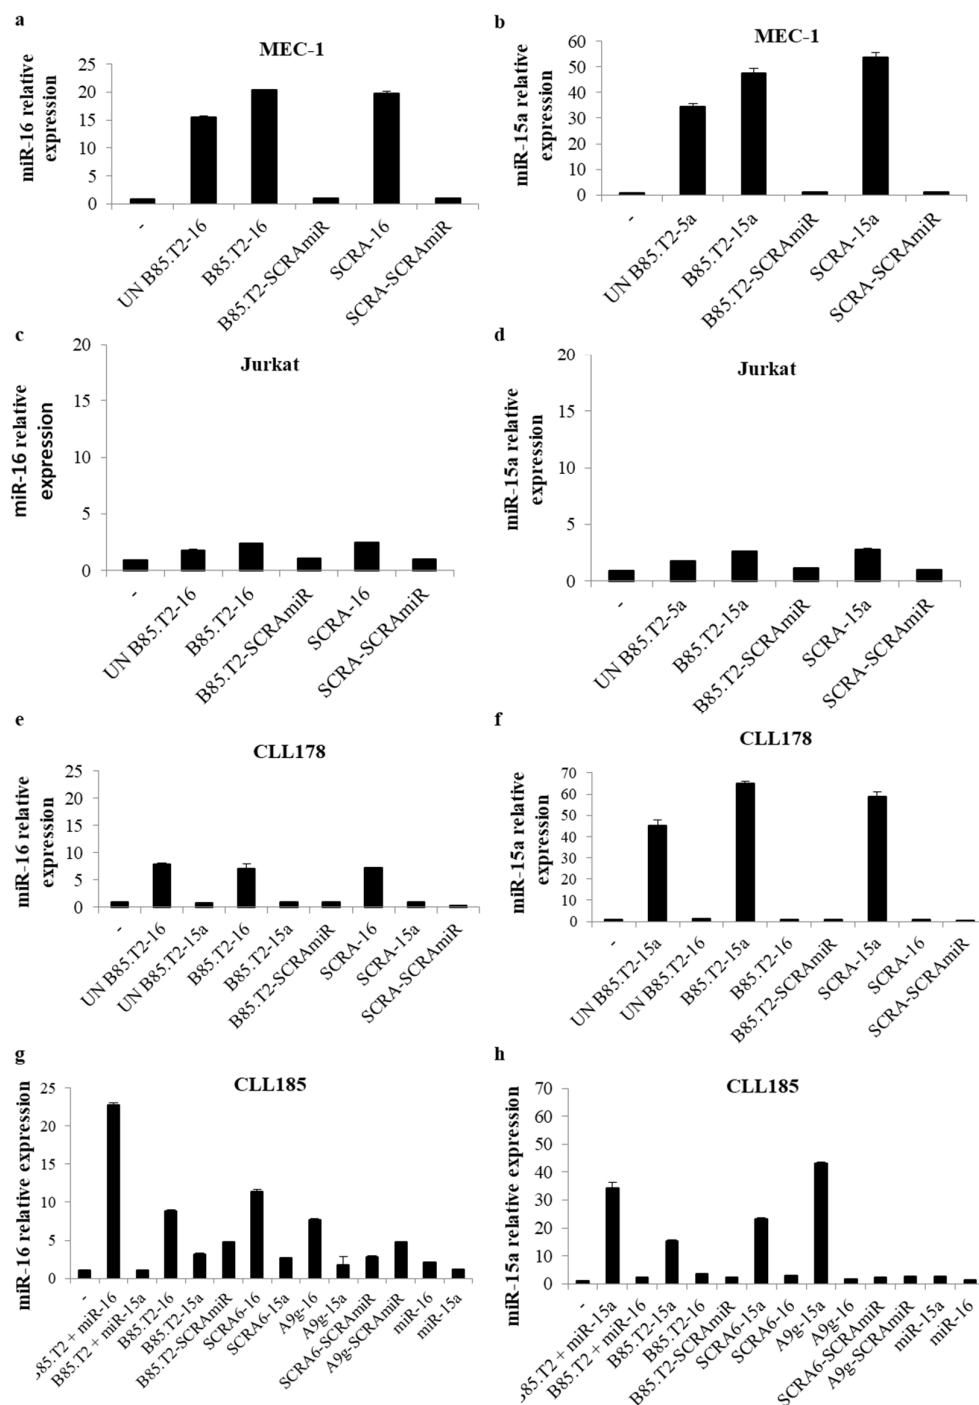 a
MEC-1
miR-16 relative
expression
25
20
15
10
5
0
-
UN B85.T2-16
B85.T2-16
B85.T2-SCRAmiR
SCRA-16
SCRA-SCRAmiR
b
MEC-1
miR-15a relative
expression
60
50
40
30
20
10
0
-
UN B85.T2-5a
B85.T2-15a
B85.T2-SCRAmiR
SCRA-15a
SCRA-SCRAmiR
c
Jurkat
miR-16 relative
expression
20
15
10
5
0
-
UN B85.T2-16
B85.T2-16
B85.T2-SCRAmiR
SCRA-16
SCRA-SCRAmiR
d
Jurkat
miR-15a relative
expression
20
15
10
5
0
-
UN B85.T2-5a
B85.T2-15a
B85.T2-SCRAmiR
SCRA-15a
SCRA-SCRAmiR
e
CLL178
miR-16 relative
expression
25
20
15
10
5
0
-
UN B85.T2-16
UN B85.T2-15a
B85.T2-16
B85.T2-15a
B85.T2-SCRAmiR
SCRA-16
SCRA-15a
SCRA-SCRAmiR
f
CLL178
miR-15a relative
expression
70
60
50
40
30
20
10
0
-
UN B85.T2-15a
UN B85.T2-16
B85.T2-15a
B85.T2-16
B85.T2-SCRAmiR
SCRA-15a
SCRA-16
SCRA-SCRAmiR
g
CLL185
miR-16 relative expression
25
20
15
10
5
0
-
B85.T2 + miR-16
B85.T2 + miR-15a
B85.T2-16
B85.T2-15a
B85.T2-SCRAmiR
SCRA6-16
SCRA6-15a
A9g-16
A9g-15a
SCRA6-SCRAmiR
A9g-SCRAmiR
miR-16
miR-15a
h
CLL185
miR-15a relative expression
70
60
50
40
30
20
10
0
-
B85.T2 + miR-15a
B85.T2 + miR-16
B85.T2-15a
B85.T2-16
B85.T2-SCRAmiR
SCRA6-15a
SCRA6-16
A9g-15a
A9g-16
SCRA6-SCRAmiR
A9g-SCRAmiR
miR-15a
miR-16